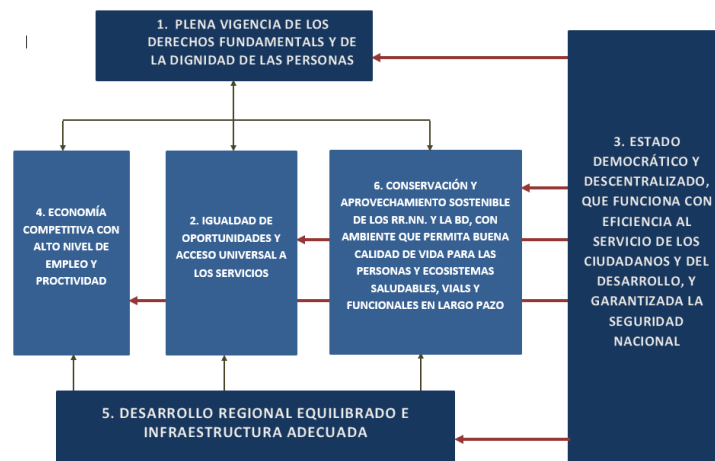 1. PLENA VIGENCIA DE LOS
DERECHOS FUNDAMENTALS Y DE
LA DIGNIDAD DE LAS PERSONAS
4. ECONOMÍA
COMPETITIVA CON
ALTO NIVEL DE
EMPLEO Y
PROCTIVIDAD
2. IGUALDAD DE
OPORTUNIDADES Y
ACCESO UNIVERSAL A
LOS SERVICIOS
6. CONSERVACIÓN Y
APROVECHAMIENTO SOSTENIBLE
DE LOS RR.NN. Y LA BD, CON
AMBIENTE QUE PERMITA BUENA
CALIDAD DE VIDA PARA LAS
PERSONAS Y ECOSISTEMAS
SALUDABLES, VIALS Y
FUNCIONALES EN LARGO PAZO
3. ESTADO
DEMOCRÁTICO Y
DESCENTRALIZADO,
QUE FUNCIONA CON
EFICIENCIA AL
SERVICIO DE LOS
CIUDADANOS Y DEL
DESARROLLO, Y
GARANTIZADA LA
SEGURIDAD
NACIONAL
5. DESARROLLO REGIONAL EQUILIBRADO E
INFRAESTRUCTURA ADECUADA